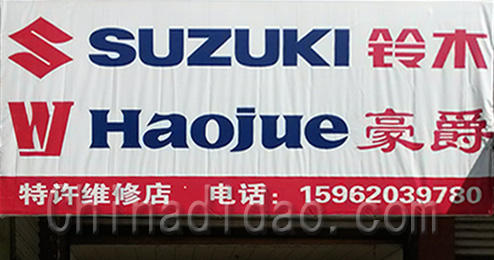 SUZUKI 铃木
Haojue 豪爵
特许维修店 电话：15962039780
Chinadidao.com